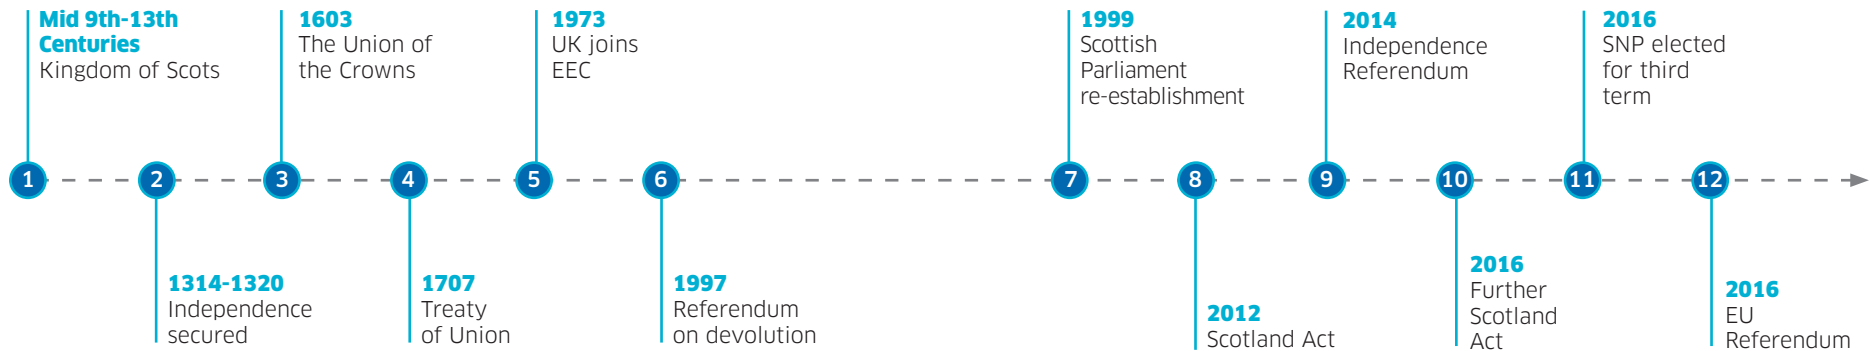 Mid 9th-13th
Centuries
Kingdom of Scots
1603
The Union of
the Crowns
1973
UK joins
EEC
1999
Scottish
Parliament
re-establishment
2014
Independence
Referendum
2016
SNP elected
for third
term
1
2
3
4
5
6
7
8
9
10
11
12
1314-1320
Independence
secured
1707
Treaty
of Union
1997
Referendum
on devolution
2012
Scotland Act
2016
Further
Scotland
Act
2016
EU
Referendum